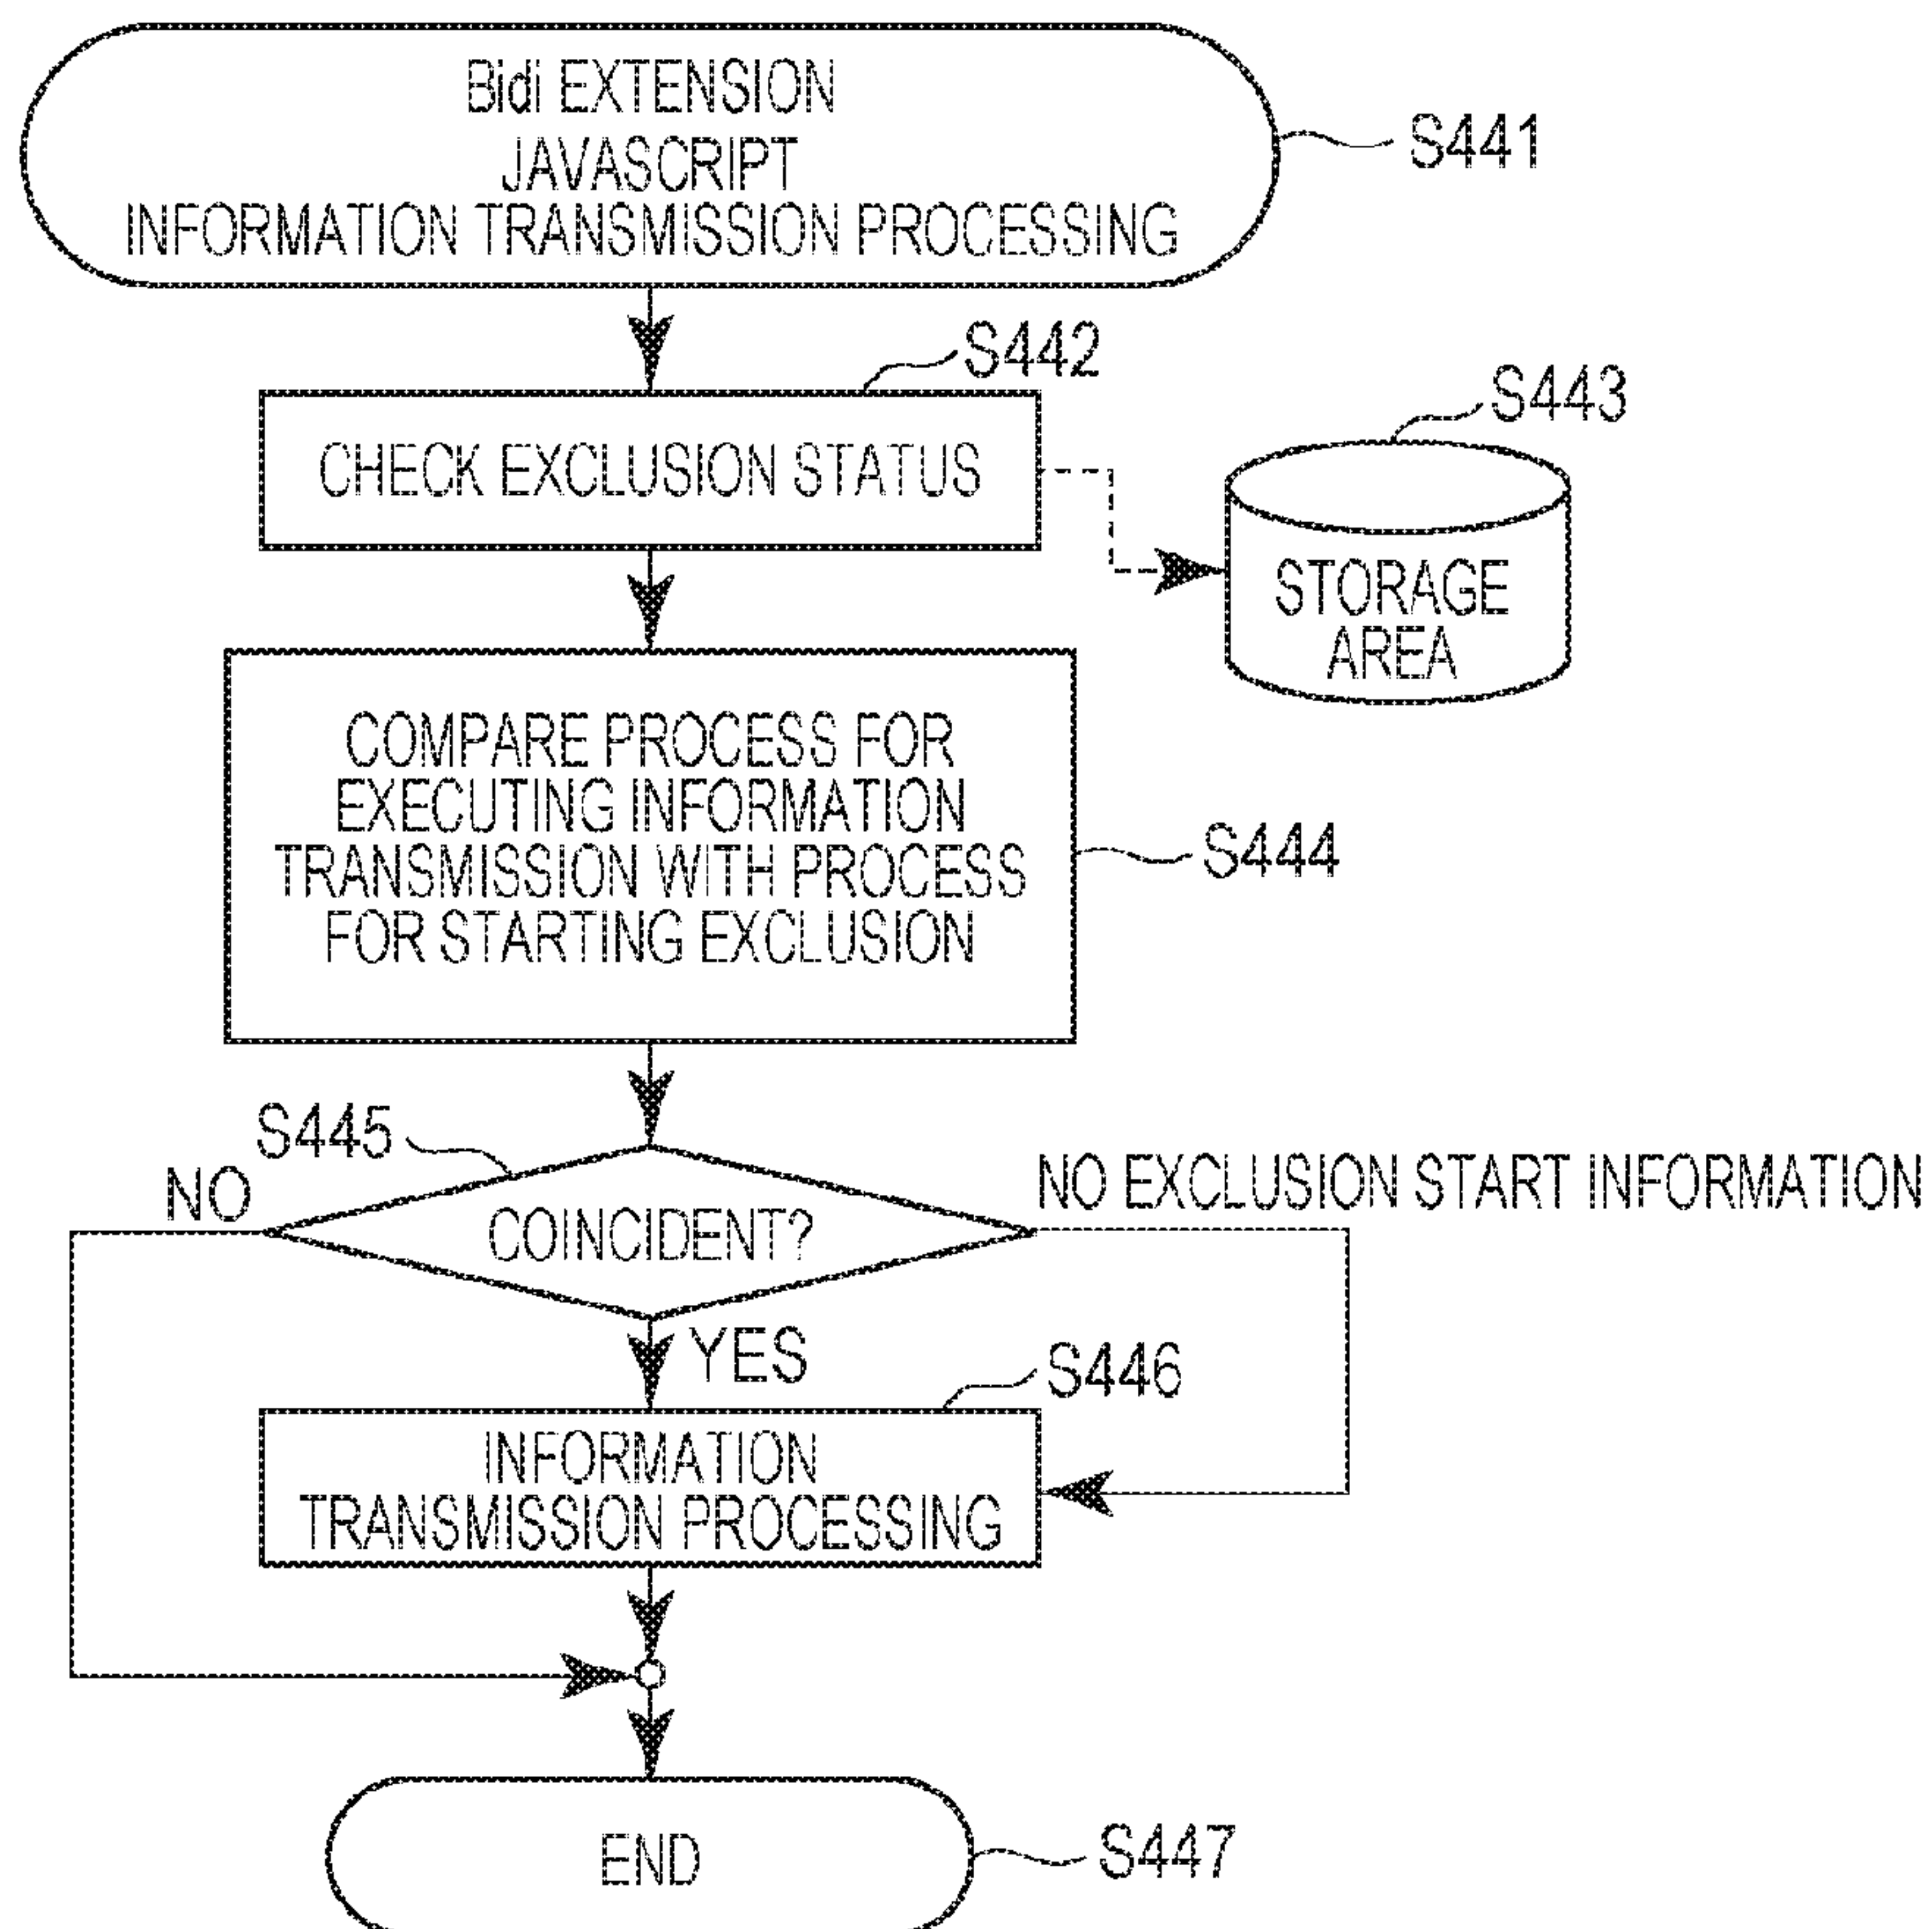 Bidi EXTENSION
JAVASCRIPT
INFORMATION TRANSMISSION PROCESSING
S441
S442
CHECK EXCLUSION STATUS
S443
STORAGE
AREA
COMPARE PROCESS FOR
EXECUTING INFORMATION
TRANSMISSION WITH PROCESS
FOR STARTING EXCLUSION
S444
S445
NO
COINCIDENT?
NO EXCLUSION START INFORMATION
YES
S446
INFORMATION
TRANSMISSION PROCESSING
END
S447